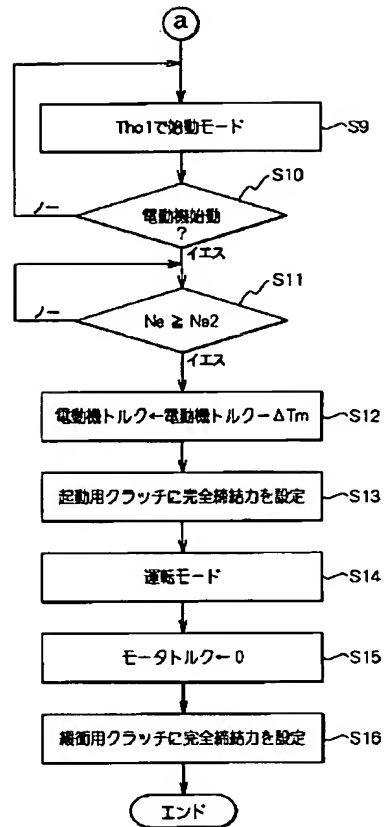 a
Tho1で始動モード
S9
S10
電動機始動
?
ノー
イエス
S11
Ne ≧ Ne2
ノー
イエス
電動機トルク←電動機トルク－ΔTm
S12
起動用クラッチに完全締結力を設定
S13
運転モード
S14
モータトルク←0
S15
緩衝用クラッチに完全締結力を設定
S16
エンド